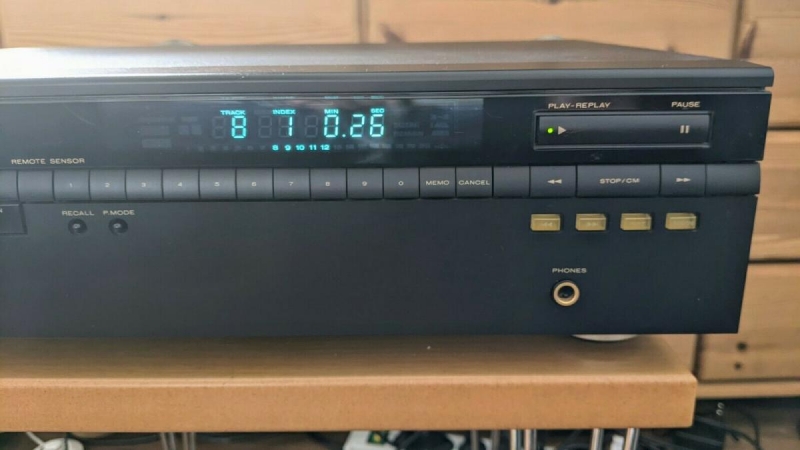 PLAY-REPLAY PAUSE
TRACK INDEX MIN SEC
8 1 0.26
8 9 10 11 12
REMOTE SENSOR
1 2 3 4 5 6 7 8 9 0 MEMO CANCEL STOP/CM
RECALL P.MODE
PHONES